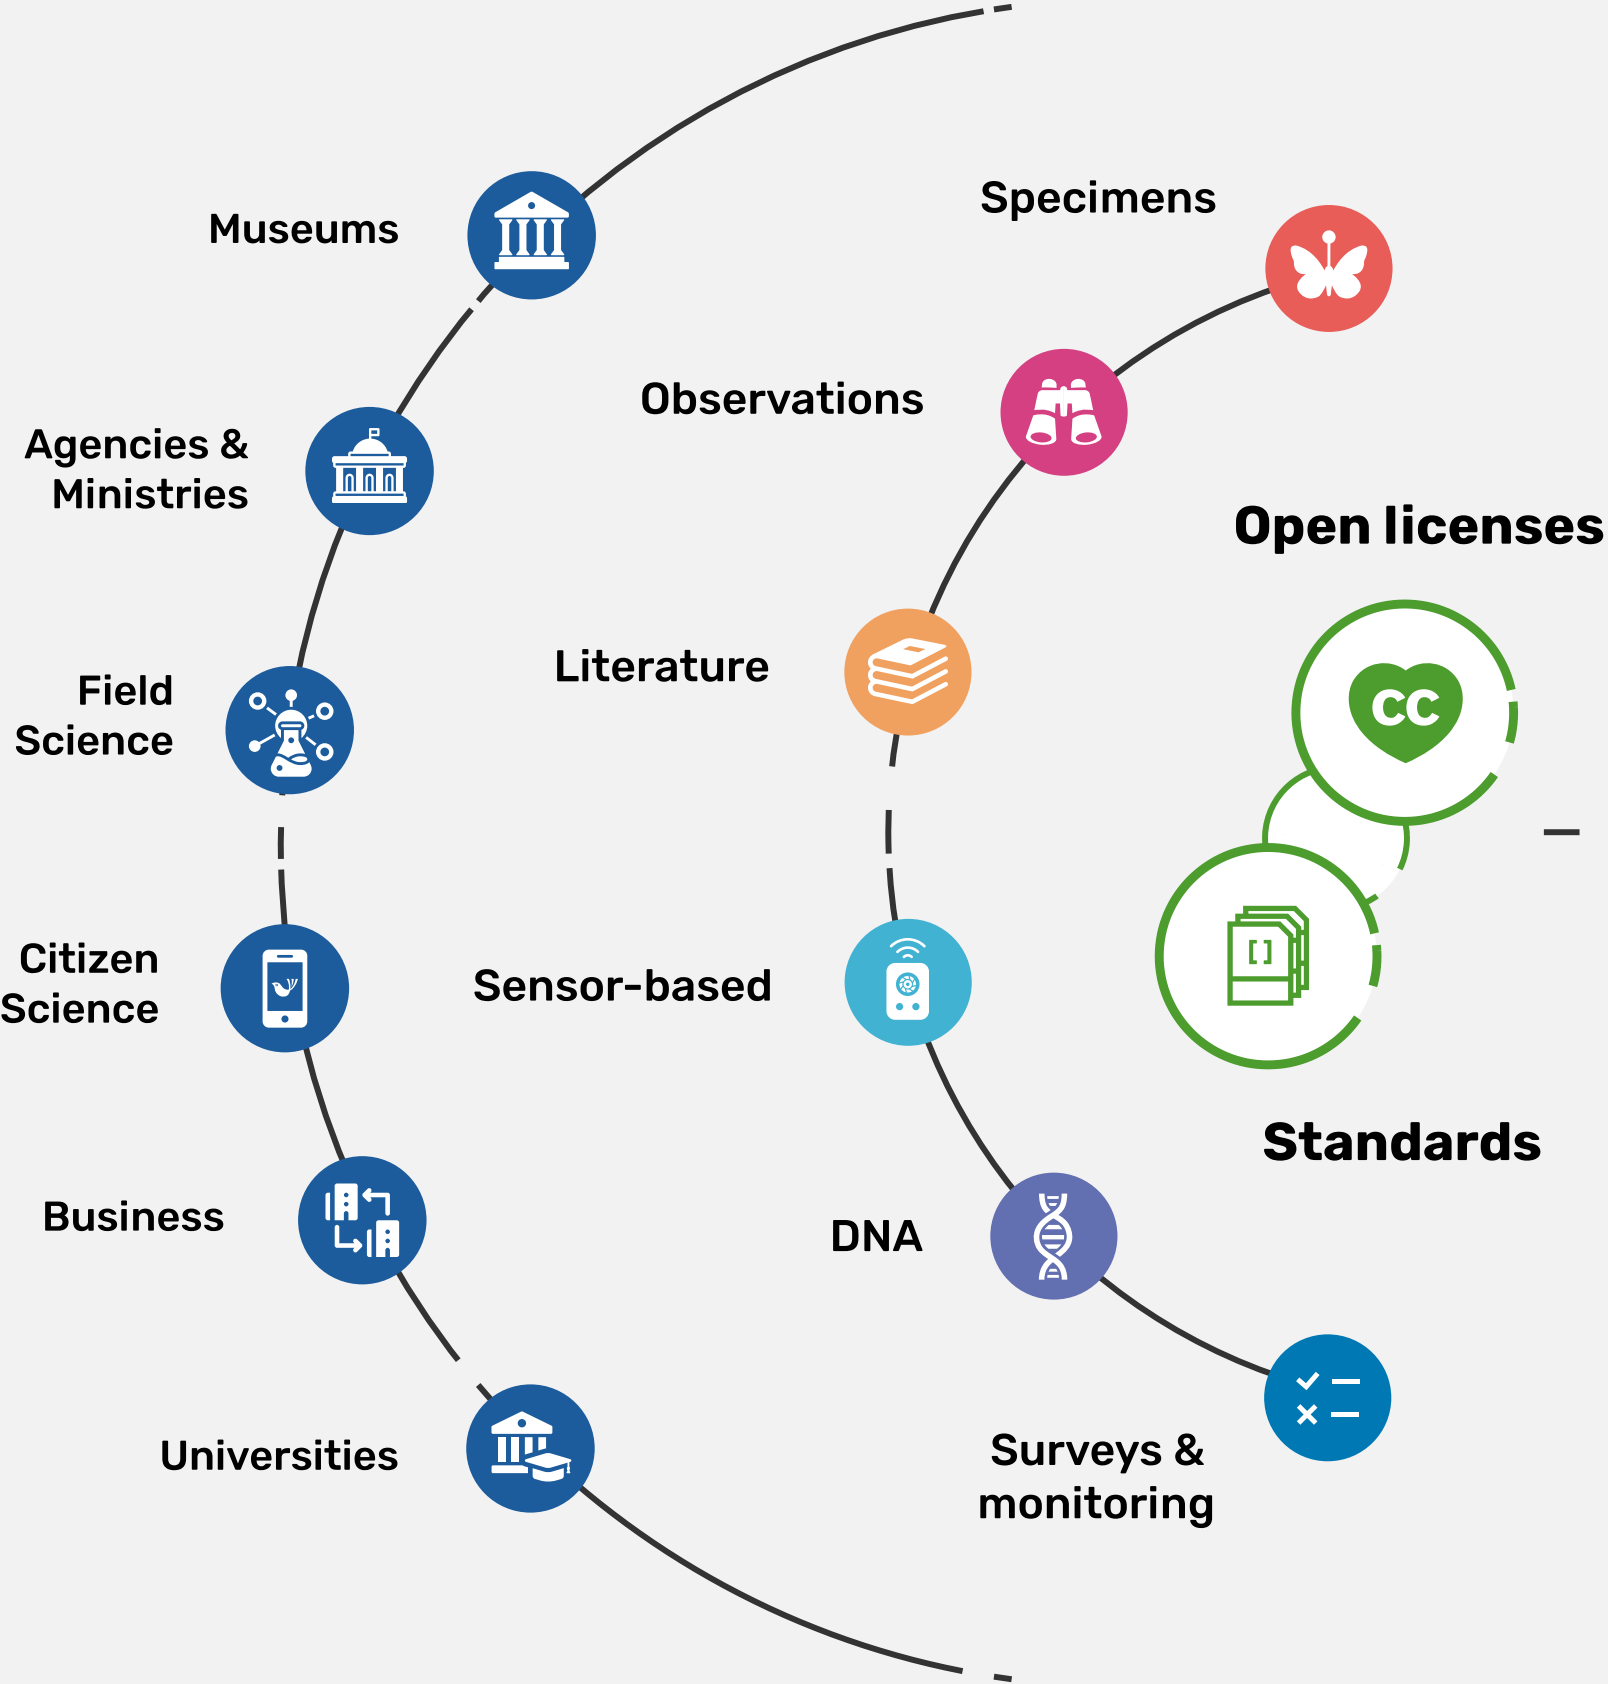 Museums
Agencies &
Ministries
Field
Science
Citizen
Science
Business
Universities
Specimens
Observations
Literature
Sensor-based
DNA
Surveys &
monitoring
Open licenses
CC
[ ]
Standards